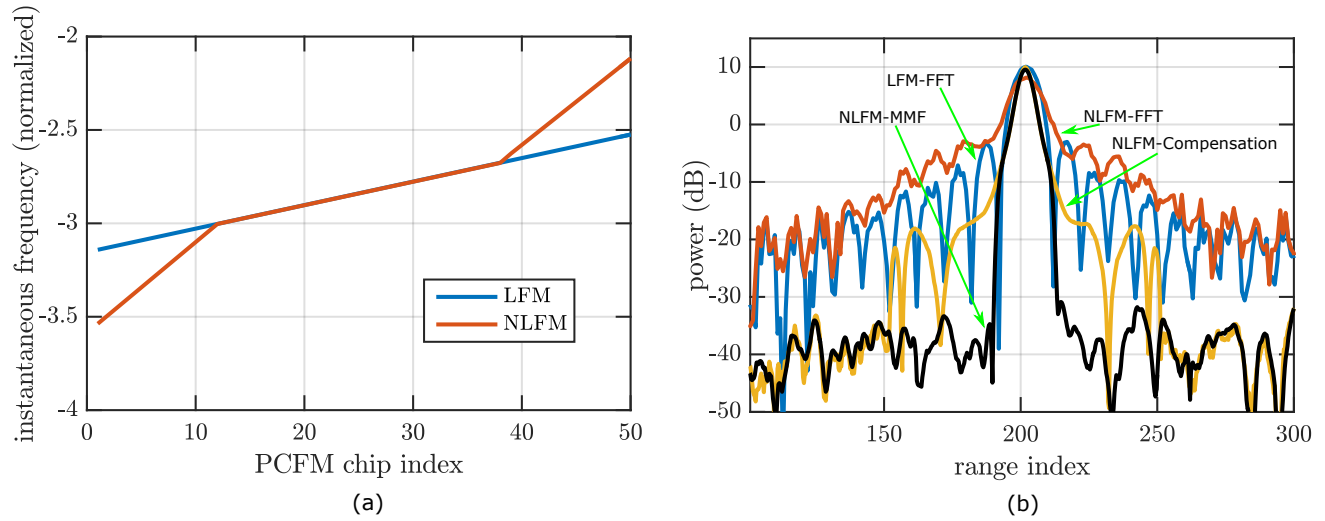 -2
-2.5
-3
-3.5
-4
0
10
20
30
40
50
instantaneous frequency (normalized)
PCFM chip index
LFM
NLFM
(a)
10
0
-10
-20
-30
-40
-50
150
200
250
300
power (dB)
range index
LFM-FFT
NLFM-MMF
NLFM-FFT
NLFM-Compensation
(b)